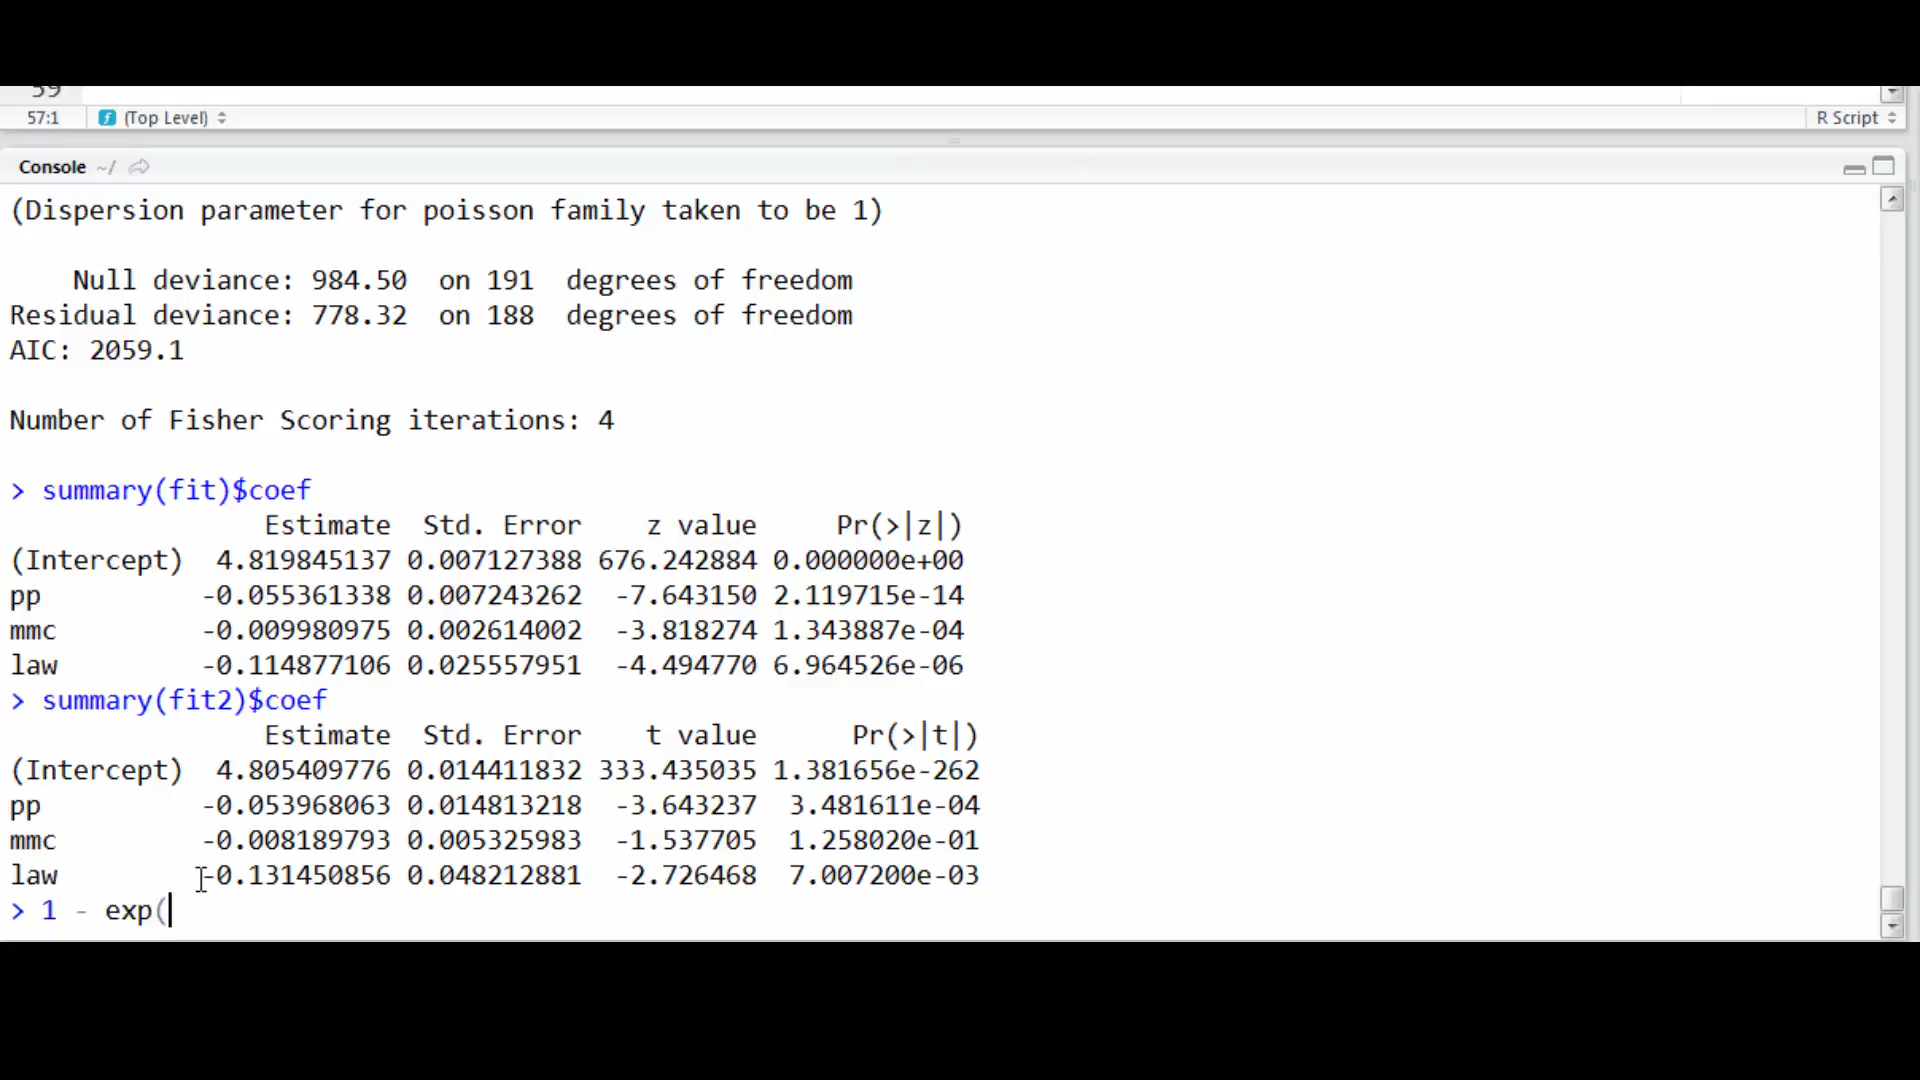 59
57:1 (Top Level) R Script
Console ~/
(Dispersion parameter for poisson family taken to be 1)
Null deviance: 984.50 on 191 degrees of freedom
Residual deviance: 778.32 on 188 degrees of freedom
AIC: 2059.1
Number of Fisher Scoring iterations: 4
> summary(fit)$coef
Estimate Std. Error z value Pr(>|z|)
(Intercept) 4.819845137 0.007127388 676.242884 0.000000e+00
pp -0.055361338 0.007243262 -7.643150 2.119715e-14
mmc -0.009980975 0.002614002 -3.818274 1.343887e-04
law -0.114877106 0.025557951 -4.494770 6.964526e-06
> summary(fit2)$coef
Estimate Std. Error t value Pr(>|t|)
(Intercept) 4.805409776 0.014411832 333.435035 1.381656e-262
pp -0.053968063 0.014813218 -3.643237 3.481611e-04
mmc -0.008189793 0.005325983 -1.537705 1.258020e-01
law -0.131450856 0.048212881 -2.726468 7.007200e-03
> 1 - exp(